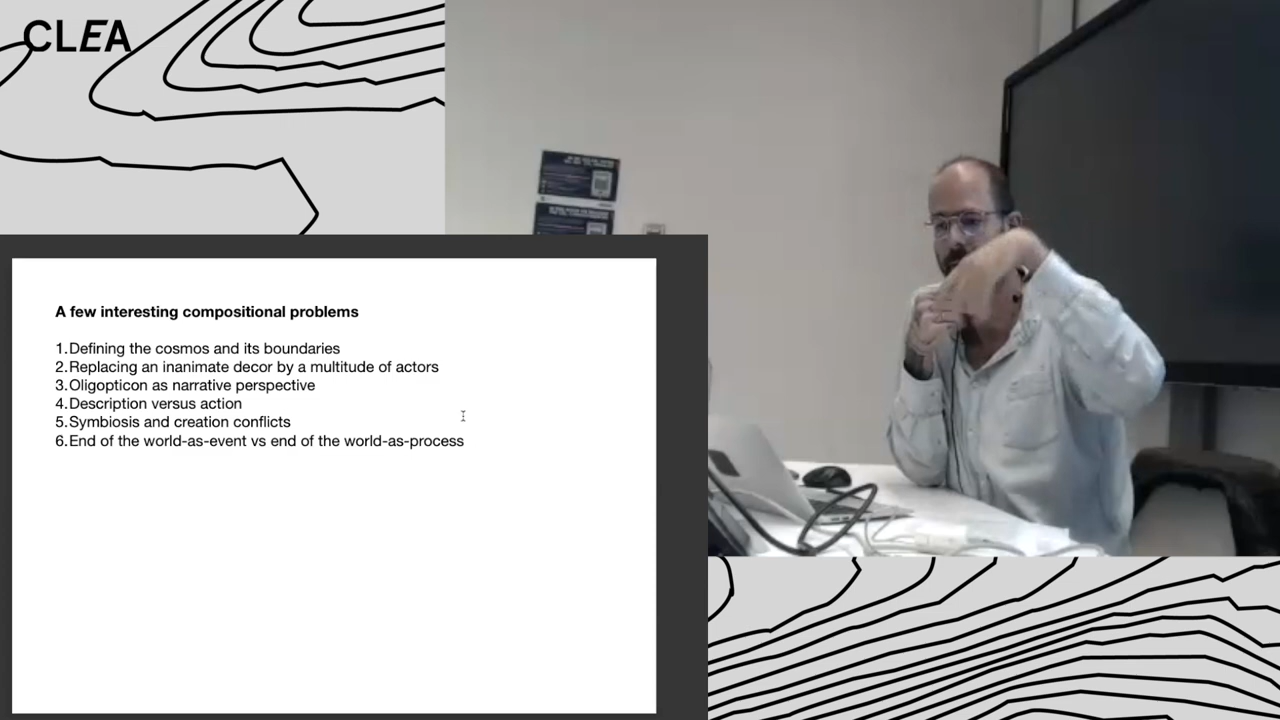 CLEA
A few interesting compositional problems
1.Defining the cosmos and its boundaries
2.Replacing an inanimate decor by a multitude of actors
3.Oligopticon as narrative perspective
4.Description versus action
5.Symbiosis and creation conflicts
6.End of the world-as-event vs end of the world-as-process